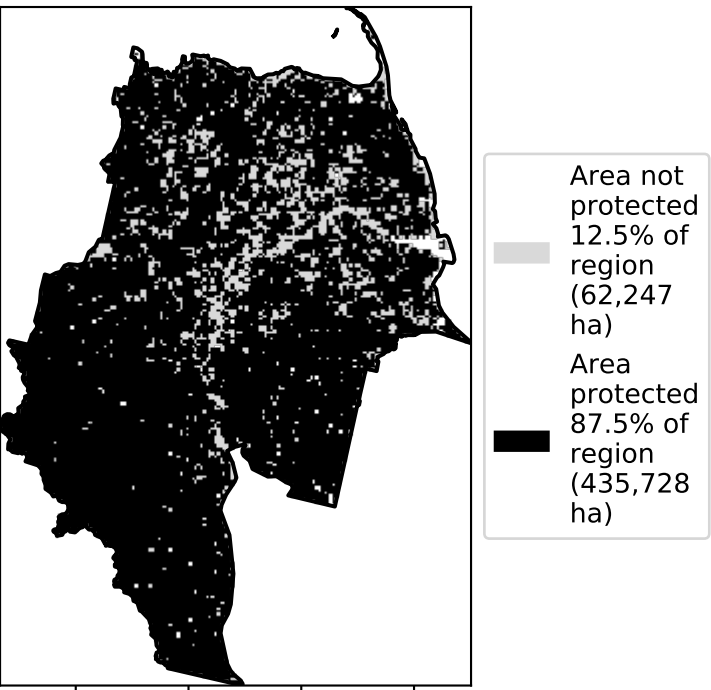 Area not
protected
12.5% of
region
(62,247
ha)
Area
protected
87.5% of
region
(435,728
ha)